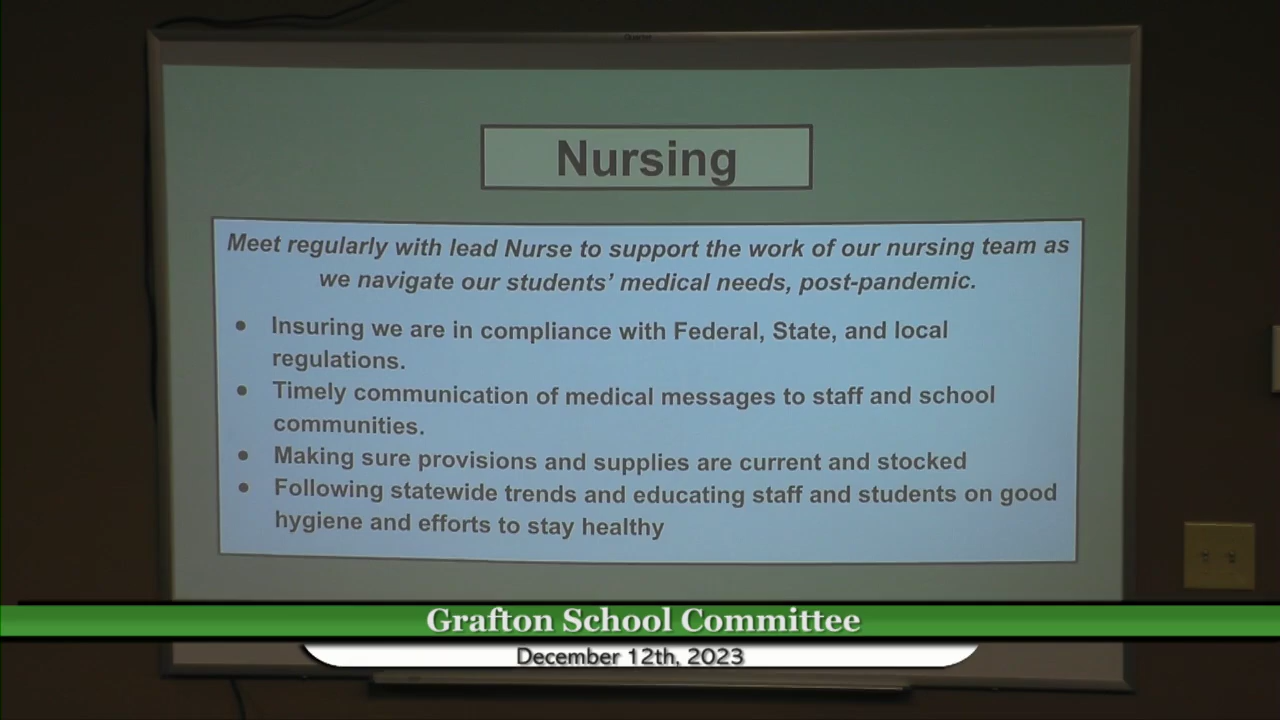 Nursing
Meet regularly with lead Nurse to support the work of our nursing team as
we navigate our students' medical needs, post-pandemic.
● Insuring we are in compliance with Federal, State, and local
regulations.
● Timely communication of medical messages to staff and school
communities.
● Making sure provisions and supplies are current and stocked
● Following statewide trends and educating staff and students on good
hygiene and efforts to stay healthy
Grafton School Committee
December 12th, 2023